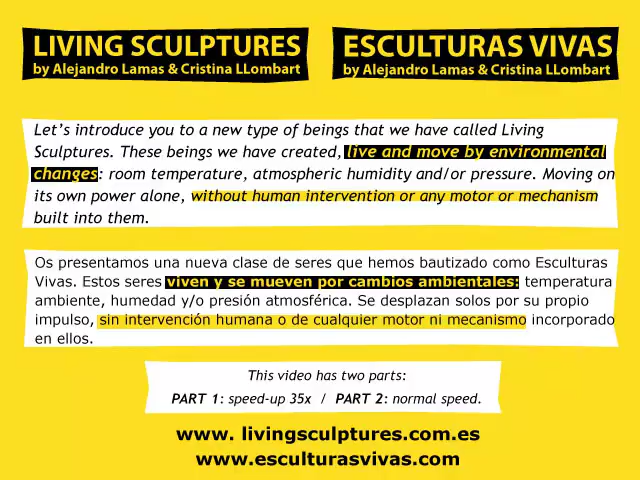 LIVING SCULPTURES
by Alejandro Lamas & Cristina LLombart
ESCULTURAS VIVAS
by Alejandro Lamas & Cristina LLombart
Let's introduce you to a new type of beings that we have called Living
Sculptures. These beings we have created, live and move by environmental
changes: room temperature, atmospheric humidity and/or pressure. Moving on
its own power alone, without human intervention or any motor or mechanism
built into them.
Os presentamos una nueva clase de seres que hemos bautizado como Esculturas
Vivas. Estos seres viven y se mueven por cambios ambientales: temperatura
ambiente, humedad y/o presión atmosférica. Se desplazan solos por su propio
impulso, sin intervención humana o de cualquier motor ni mecanismo incorporado
en ellos.
This video has two parts:
PART 1: speed-up 35x / PART 2: normal speed.
www. livingsculptures.com.es
www.esculturasvivas.com